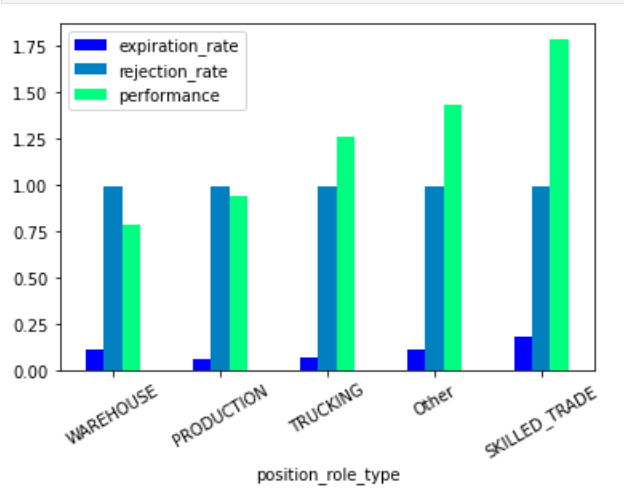 1.75
1.50
1.25
1.00
0.75
0.50
0.25
0.00
expiration_rate
rejection_rate
performance
WAREHOUSE
PRODUCTION
TRUCKING
Other
SKILLED_TRADE
position_role_type